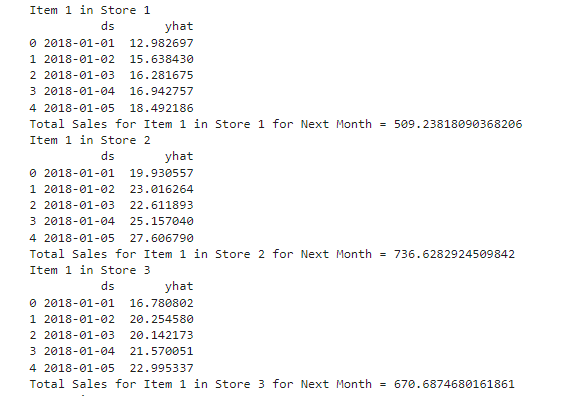 Item 1 in Store 1
ds yhat
0 2018-01-01 12.982697
1 2018-01-02 15.638430
2 2018-01-03 16.281675
3 2018-01-04 16.942757
4 2018-01-05 18.492186
Total Sales for Item 1 in Store 1 for Next Month = 509.23818090368206
Item 1 in Store 2
ds yhat
0 2018-01-01 19.930557
1 2018-01-02 23.016264
2 2018-01-03 22.611893
3 2018-01-04 25.157040
4 2018-01-05 27.606790
Total Sales for Item 1 in Store 2 for Next Month = 736.6282924509842
Item 1 in Store 3
ds yhat
0 2018-01-01 16.780802
1 2018-01-02 20.254580
2 2018-01-03 20.142173
3 2018-01-04 21.570051
4 2018-01-05 22.995337
Total Sales for Item 1 in Store 3 for Next Month = 670.6874680161861